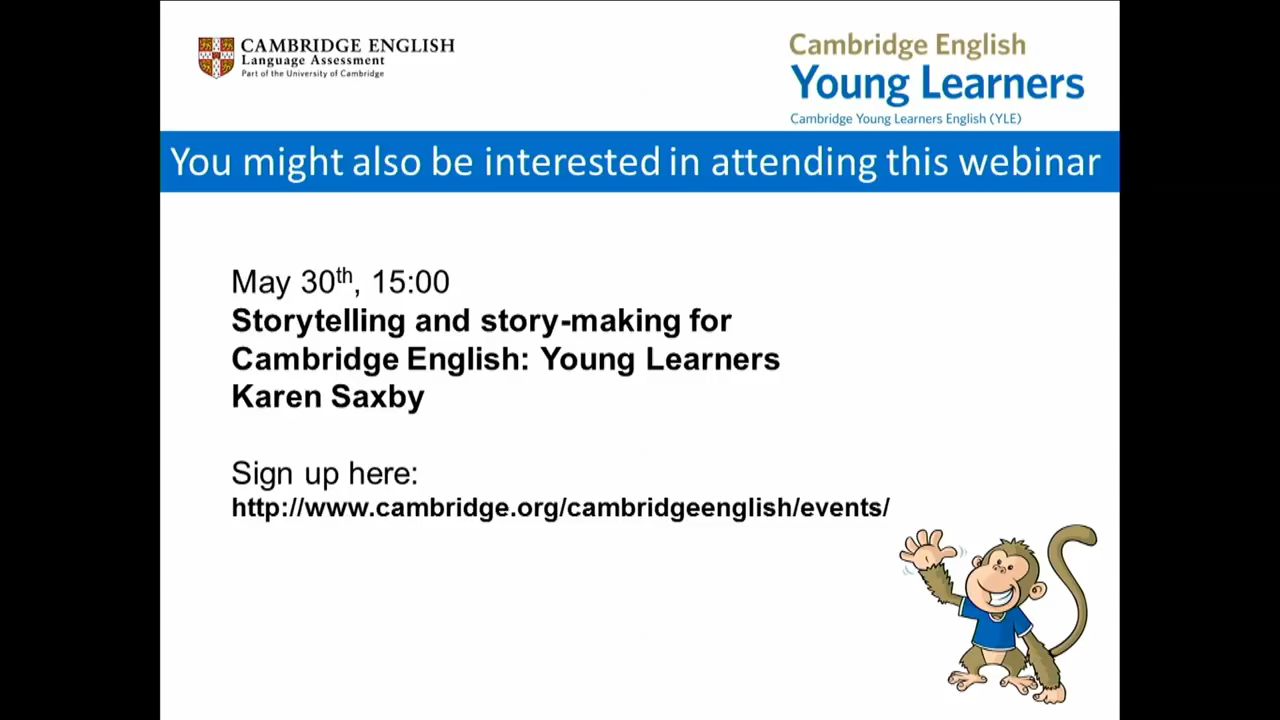 CAMBRIDGE ENGLISH
Language Assessment
Part of the University of Cambridge
Cambridge English
Young Learners
Cambridge Young Learners English (YLE)
You might also be interested in attending this webinar
May 30th, 15:00
Storytelling and story-making for
Cambridge English: Young Learners
Karen Saxby
Sign up here:
http://www.cambridge.org/cambridgeenglish/events/